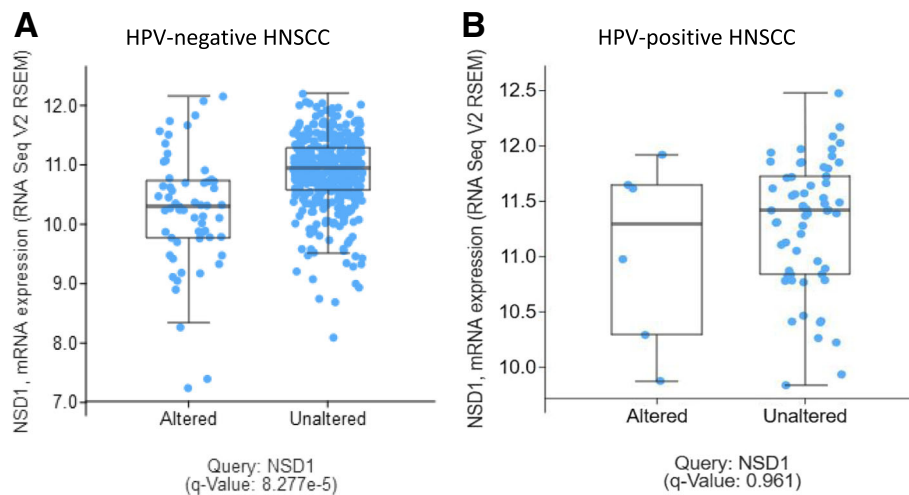 A
HPV-negative HNSCC
NSD1, mRNA expression (RNA Seq V2 RSEM)
12.0
11.0
10.0
9.0
8.0
7.0
Altered
Unaltered
Query: NSD1
(q-Value: 8.277e-5)
B
HPV-positive HNSCC
NSD1, mRNA expression (RNA Seq V2 RSEM)
12.5
12.0
11.5
11.0
10.5
10.0
Altered
Unaltered
Query: NSD1
(q-Value: 0.961)